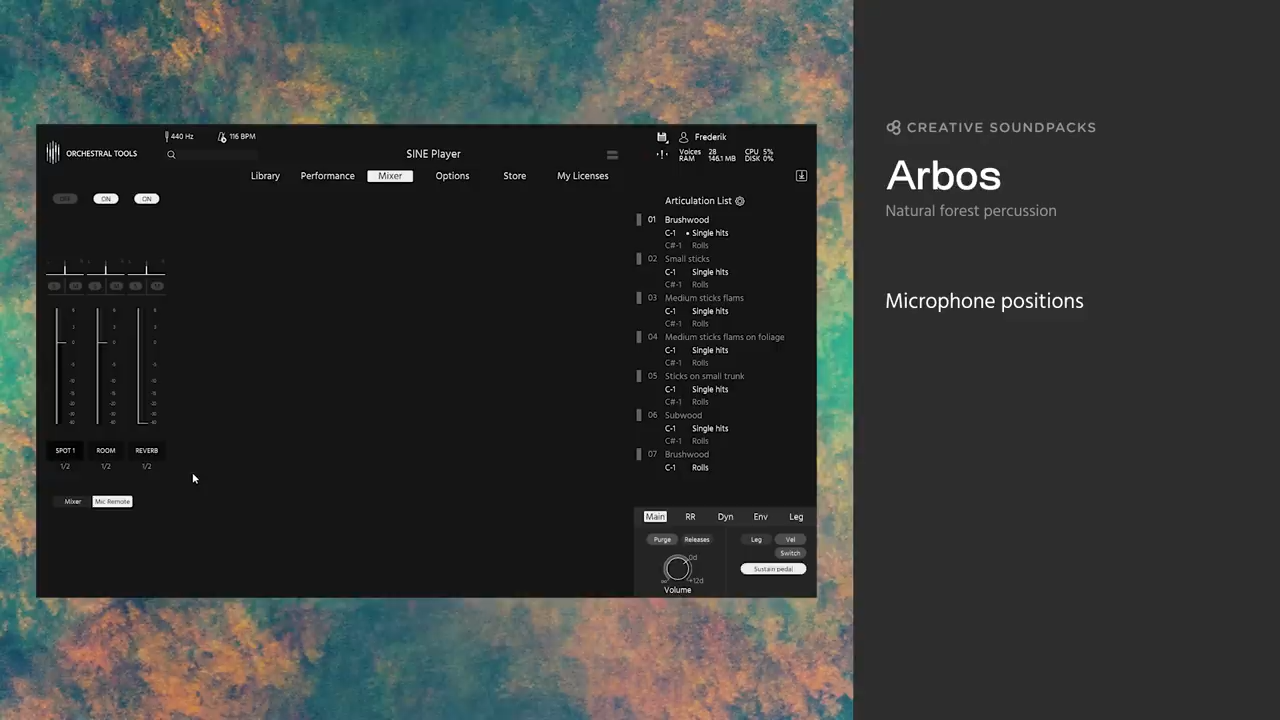 440 Hz
116 BPM
ORCHESTRAL TOOLS
SINE Player
Frederik
Voices 28 CPU 5%
RAM 146.1 MB DISK 0%
Library
Performance
Mixer
Options
Store
My Licenses
ON
ON
SPOT 1
ROOM
REVERB
1/2
1/2
1/2
Mixer
Mic Remote
Articulation List
01 Brushwood
C-1 • Single hits
C#-1 Rolls
02 Small sticks
C-1 Single hits
C#-1 Rolls
03 Medium sticks flams
C-1 Single hits
C#-1 Rolls
04 Medium sticks flams on foliage
C-1 Single hits
C#-1 Rolls
05 Sticks on small trunk
C-1 Single hits
C#-1 Rolls
06 Subwood
C-1 Single hits
C#-1 Rolls
07 Brushwood
C-1 Rolls
Main
RR
Dyn
Env
Leg
Purge
Releases
Leg
Vel
Switch
Sustain pedal
Volume
CREATIVE SOUNDPACKS
Arbos
Natural forest percussion
Microphone positions